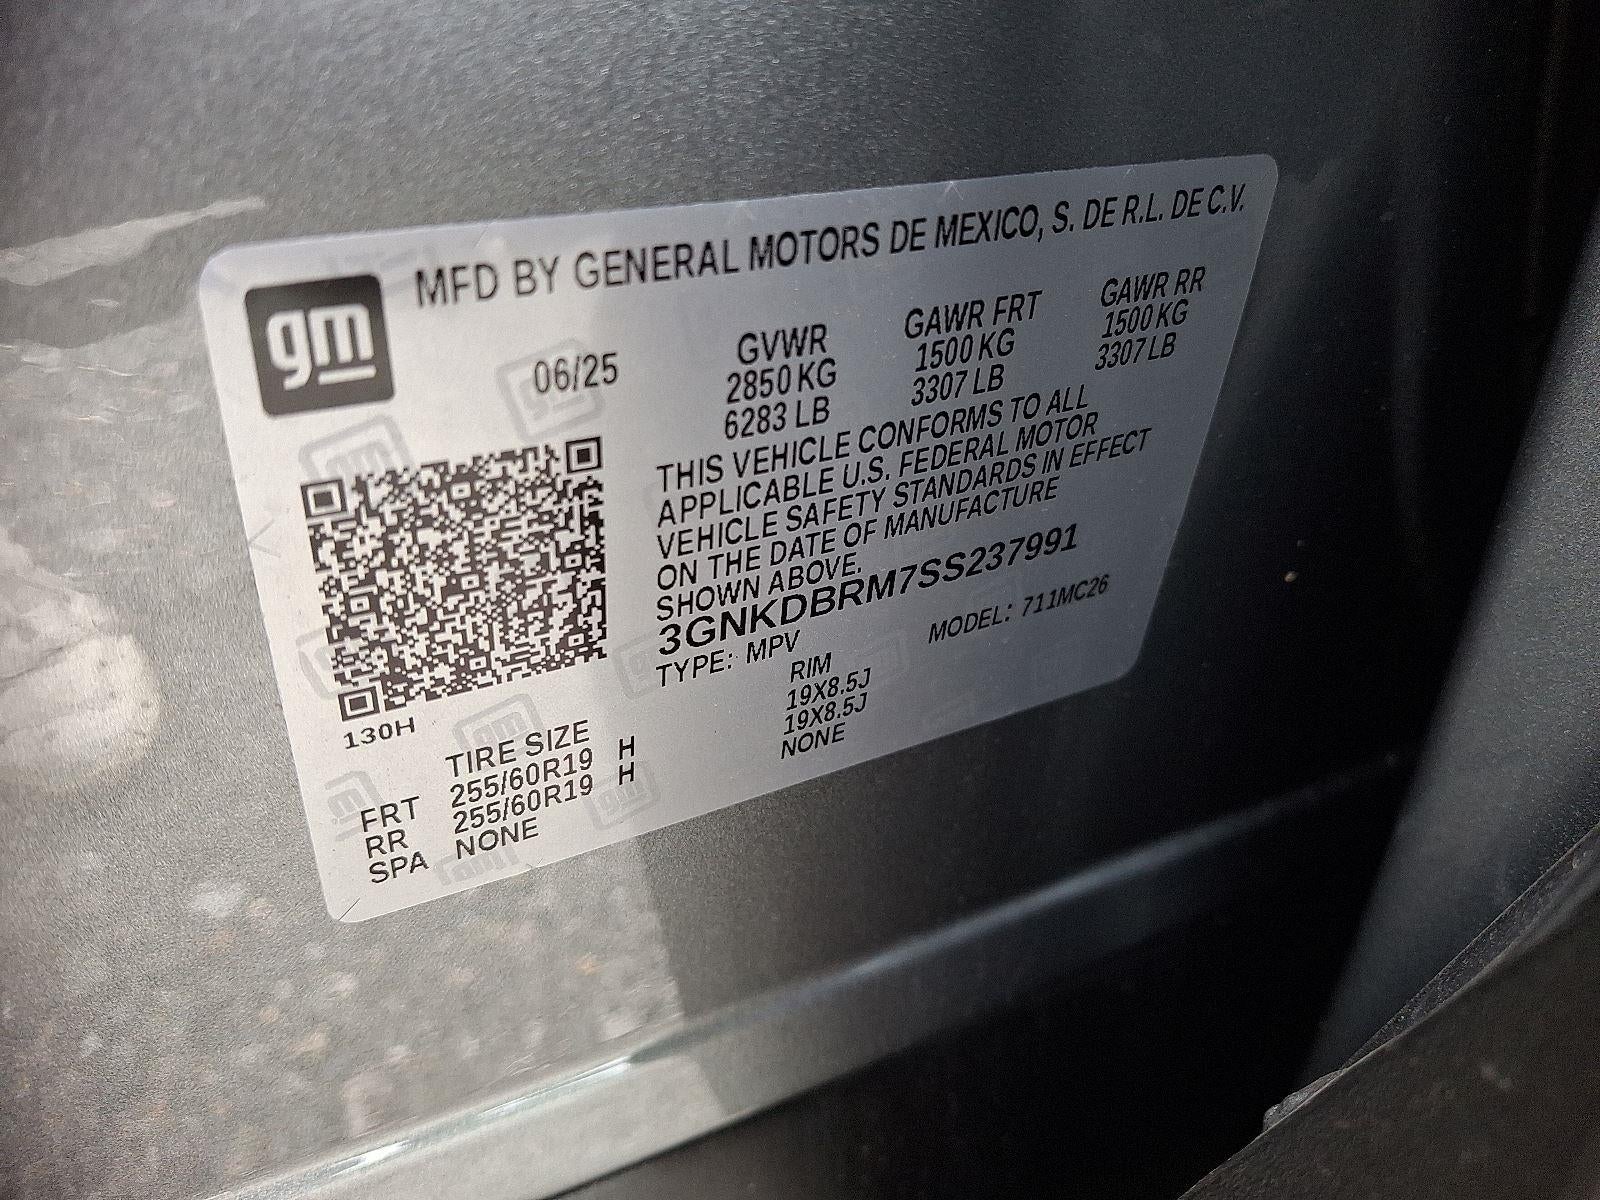 gm
MFD BY GENERAL MOTORS DE MEXICO, S. DE R.L. DE C.V.
06/25
GVWR GAWR FRT GAWR RR
2850 KG 1500 KG 1500 KG
6283 LB 3307 LB 3307 LB
THIS VEHICLE CONFORMS TO ALL
APPLICABLE U.S. FEDERAL MOTOR
VEHICLE SAFETY STANDARDS IN EFFECT
ON THE DATE OF MANUFACTURE
SHOWN ABOVE.
3GNKDBRM7SS237991
TYPE: MPV MODEL: 711MC26
130H
TIRE SIZE RIM
FRT 255/60R19 H 19X8.5J
RR 255/60R19 H 19X8.5J
SPA NONE NONE